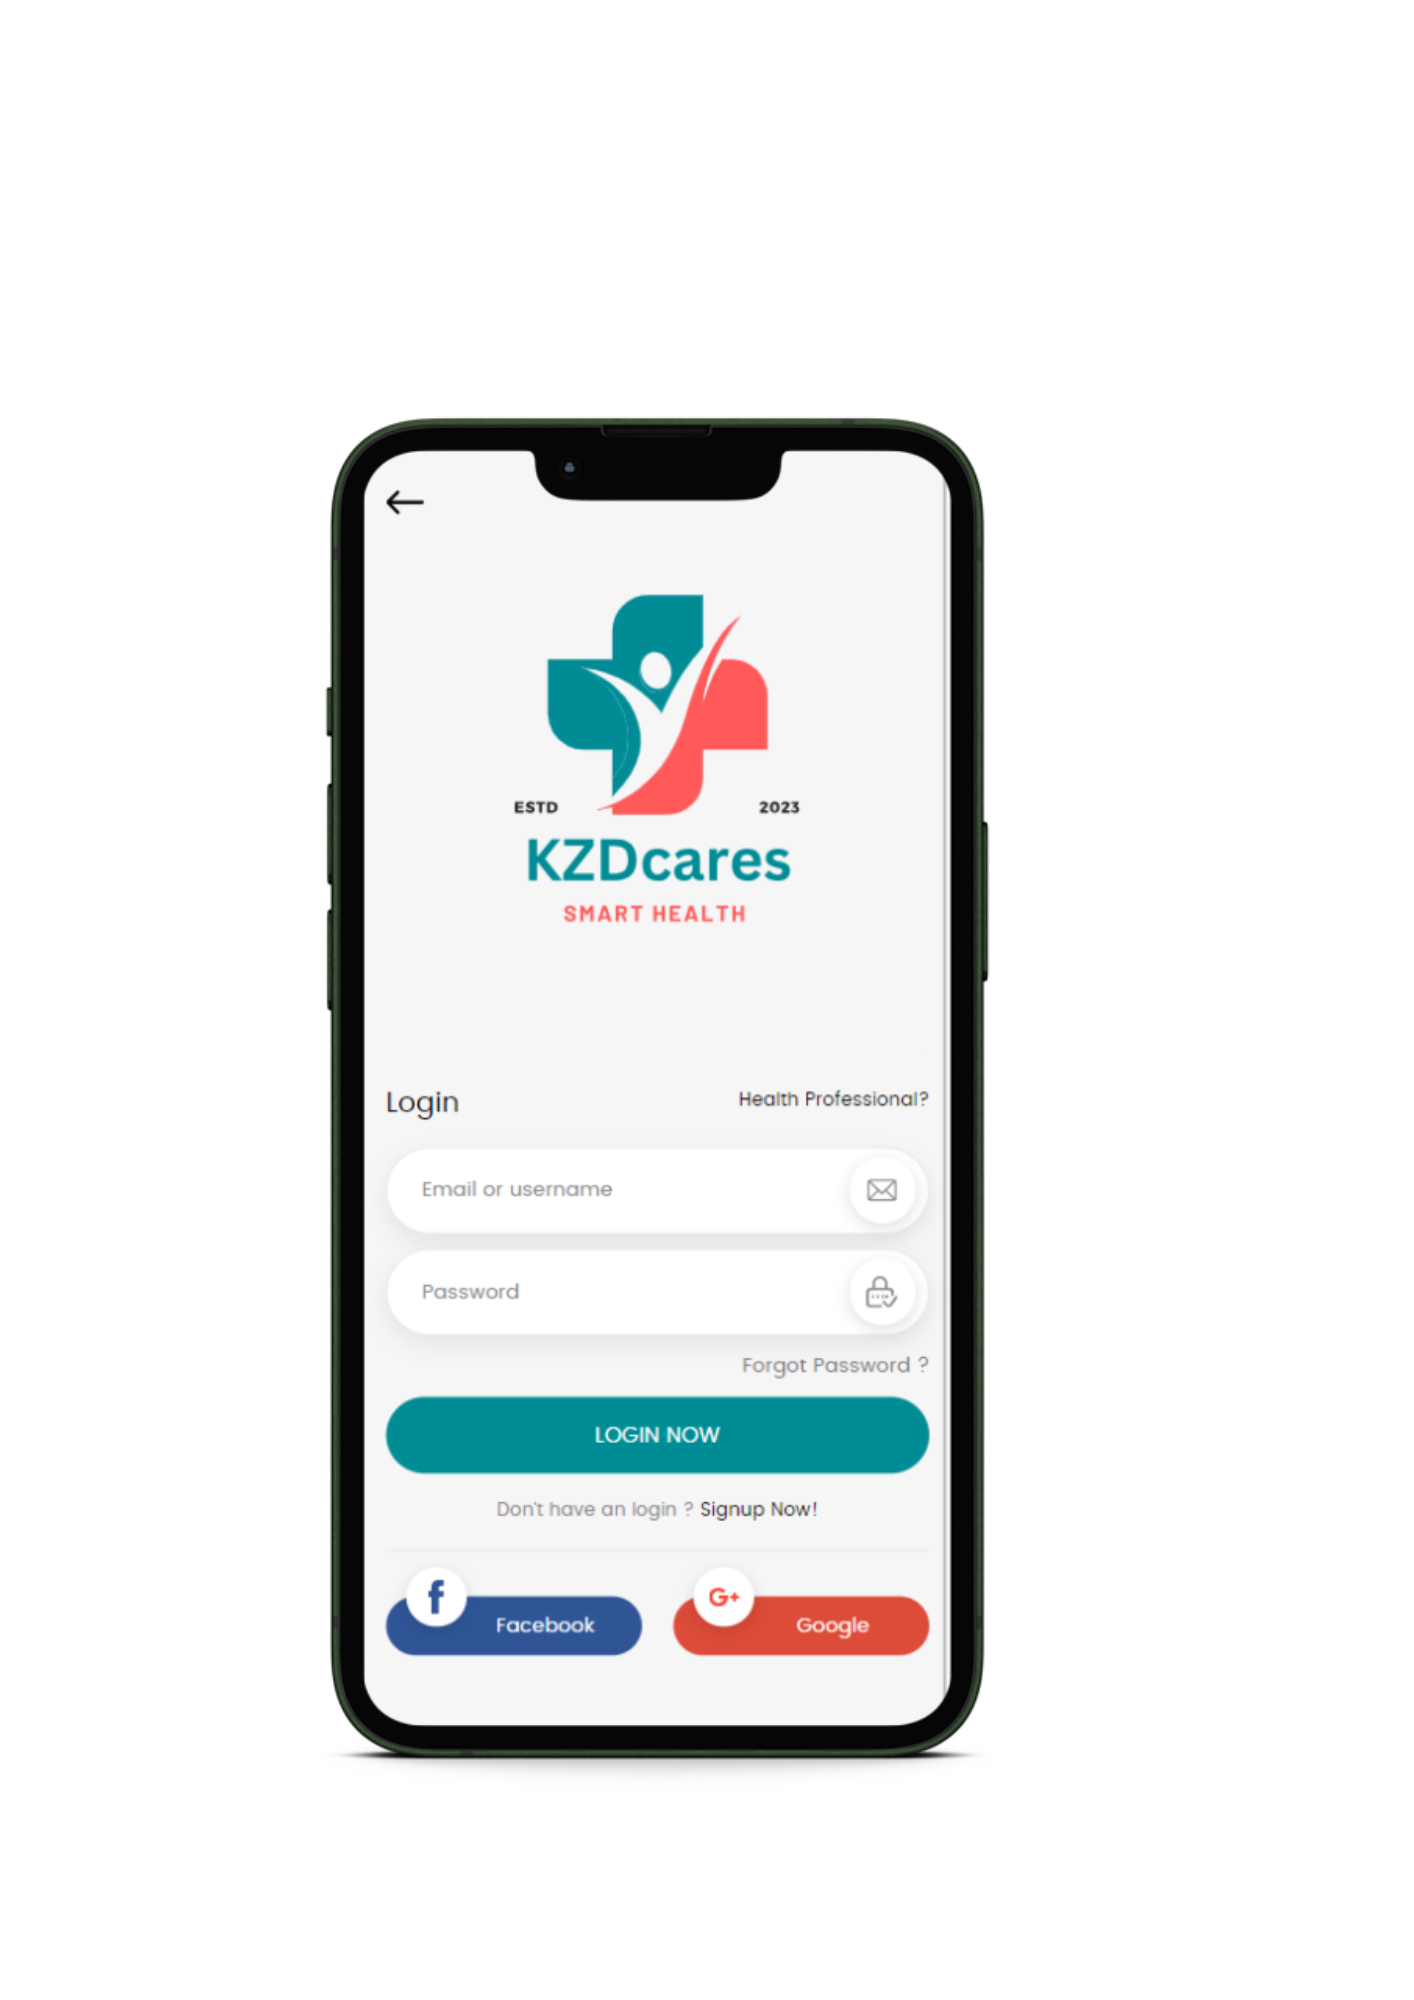 ESTD 2023
KZDcares
SMART HEALTH
Login Health Professional?
Email or username
Password
Forgot Password ?
LOGIN NOW
Don't have an login ? Signup Now!
f Facebook
G+ Google